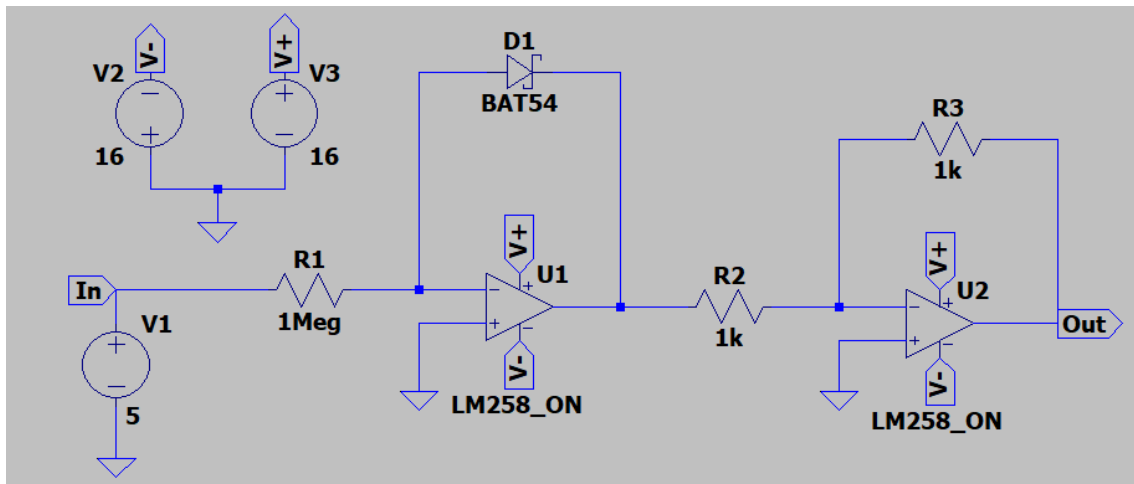 V-
V+
D1
V2
V3
BAT54
R3
16
16
1k
V+
V+
R1
U1
R2
U2
In
1Meg
1k
Out
V1
V-
V-
5
LM258_ON
LM258_ON